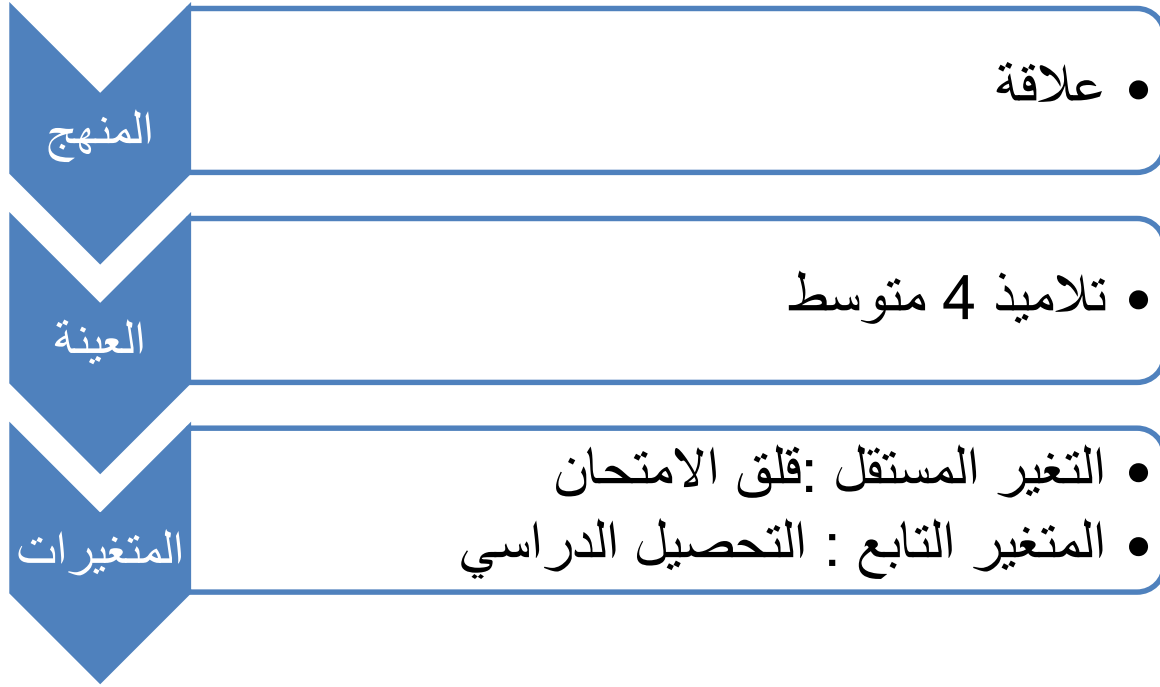 المنهج
• علاقة
العينة
• تلاميذ 4 متوسط
المتغيرات
• التغير المستقل :قلق الامتحان
• المتغير التابع : التحصيل الدراسي